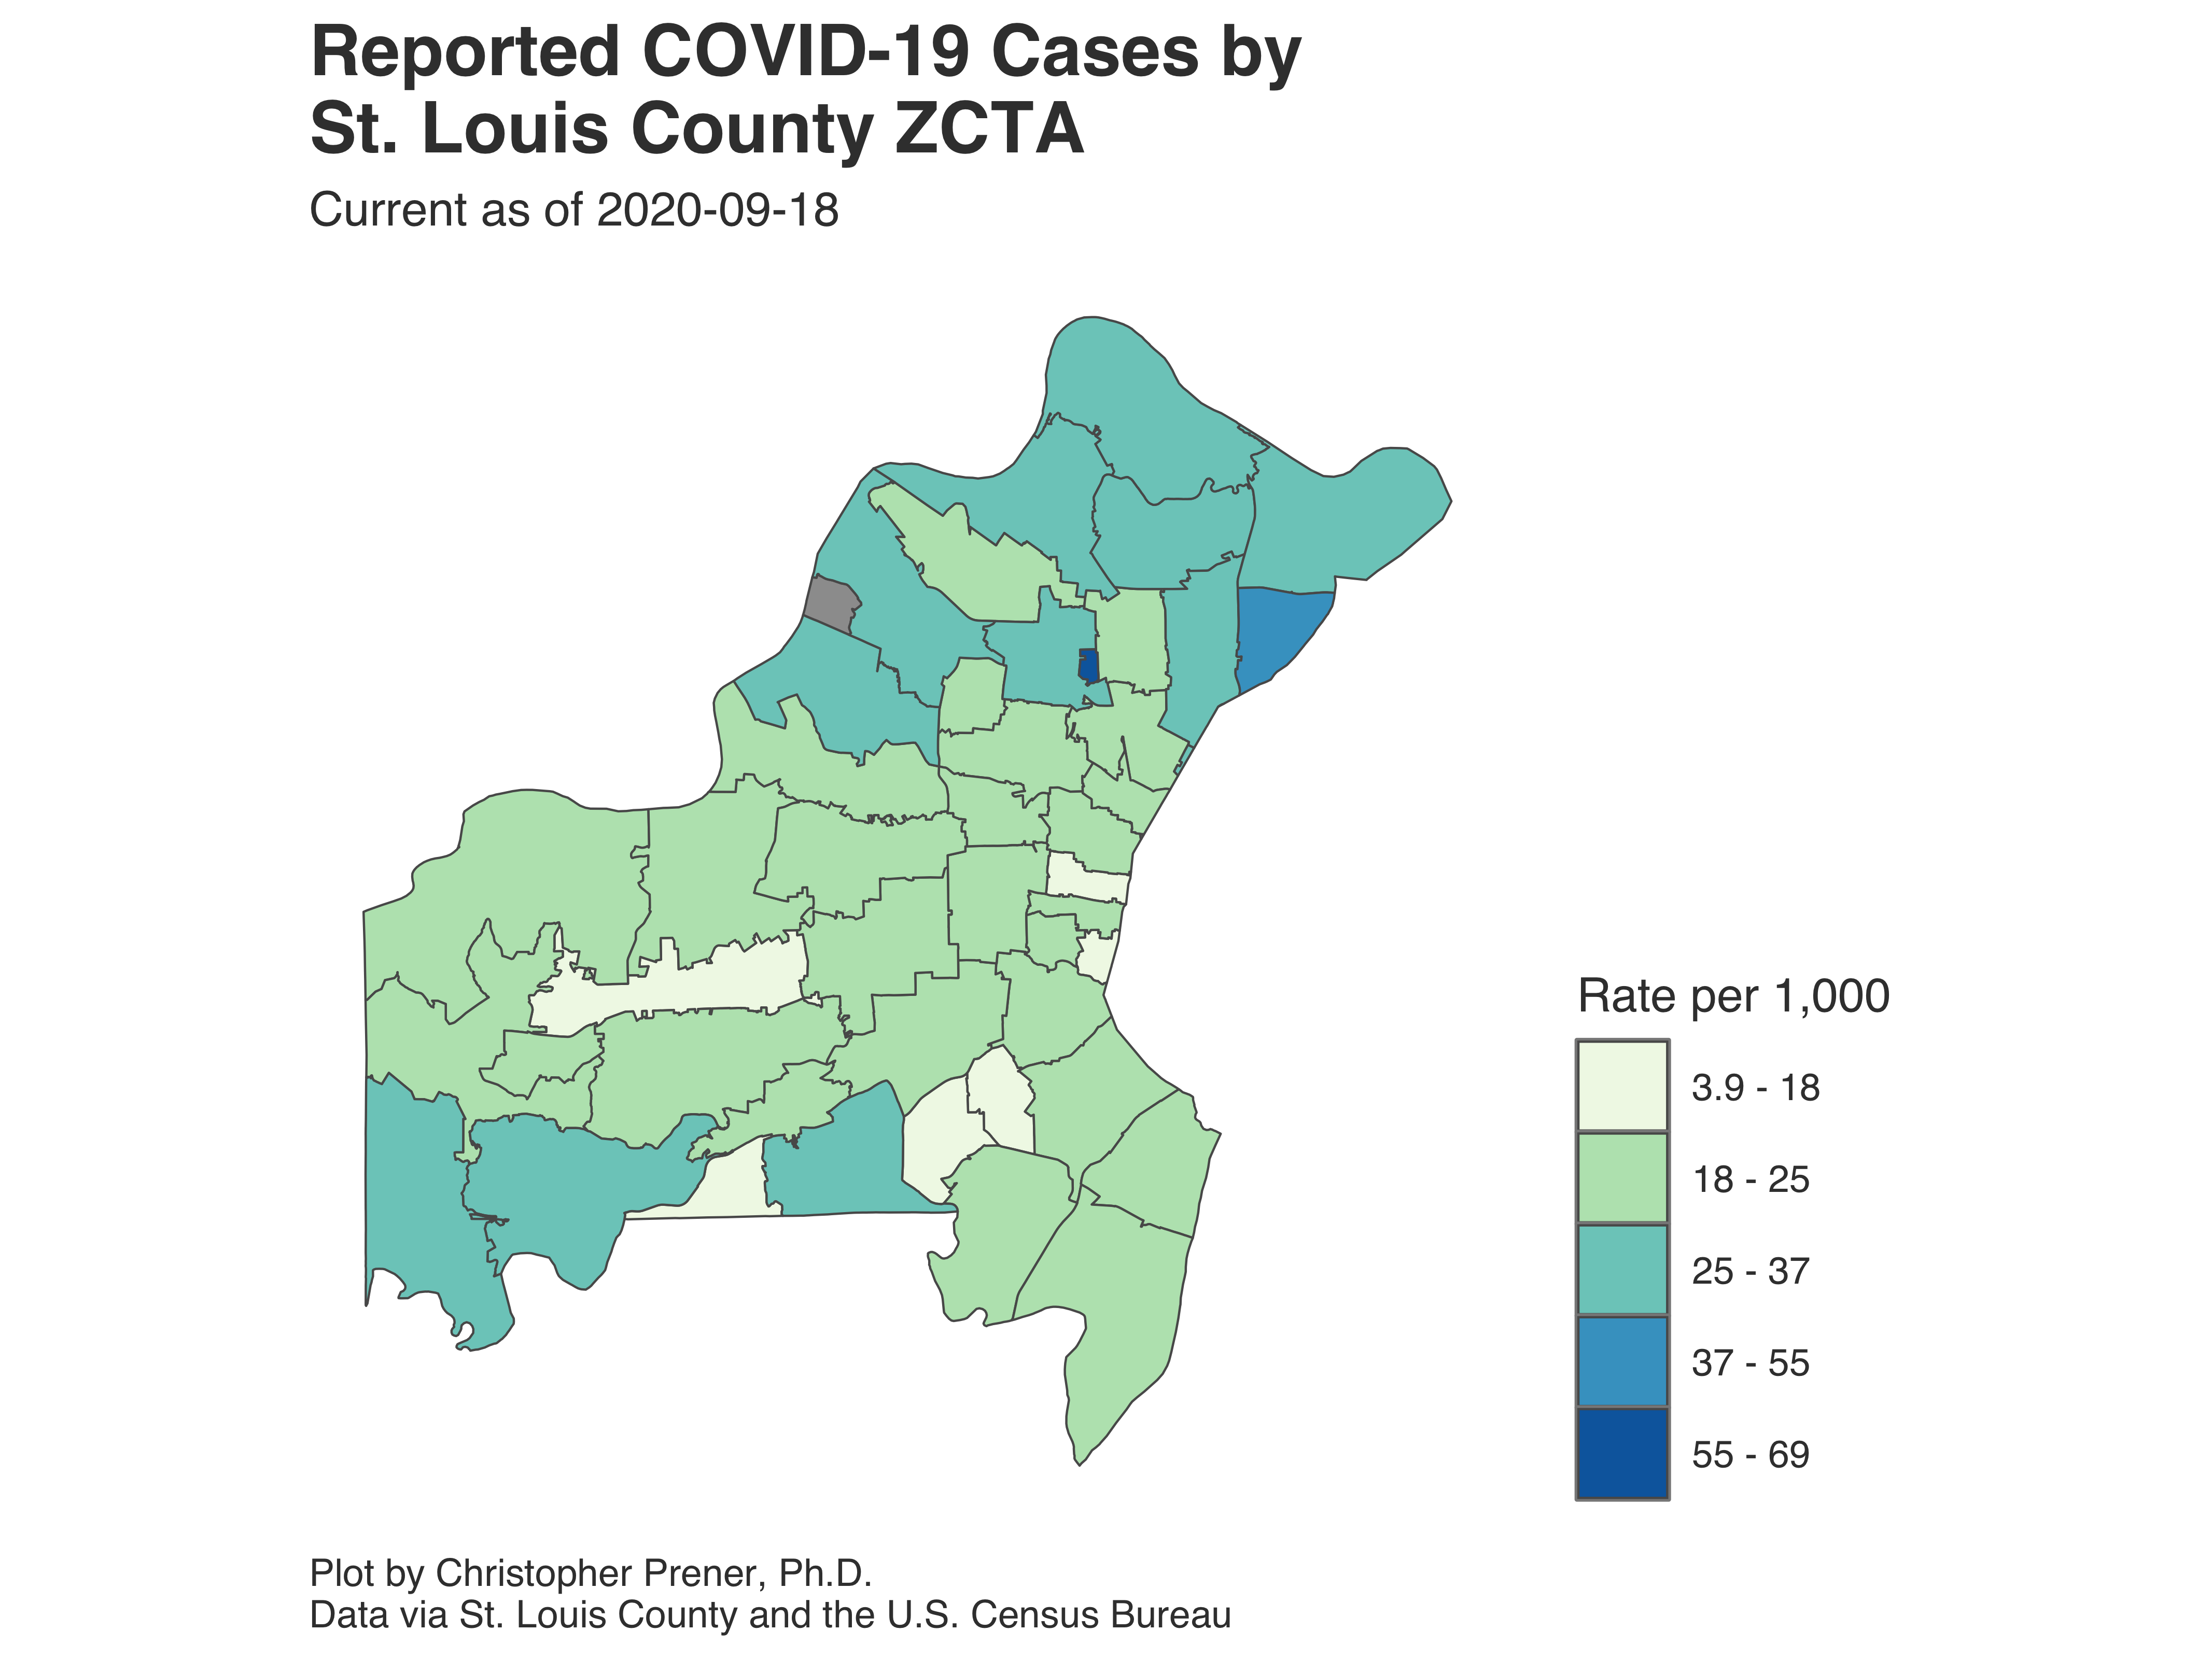 Reported COVID-19 Cases by
St. Louis County ZCTA
Current as of 2020-09-18
Rate per 1,000
3.9 - 18
18 - 25
25 - 37
37 - 55
55 - 69
Plot by Christopher Prener, Ph.D.
Data via St. Louis County and the U.S. Census Bureau